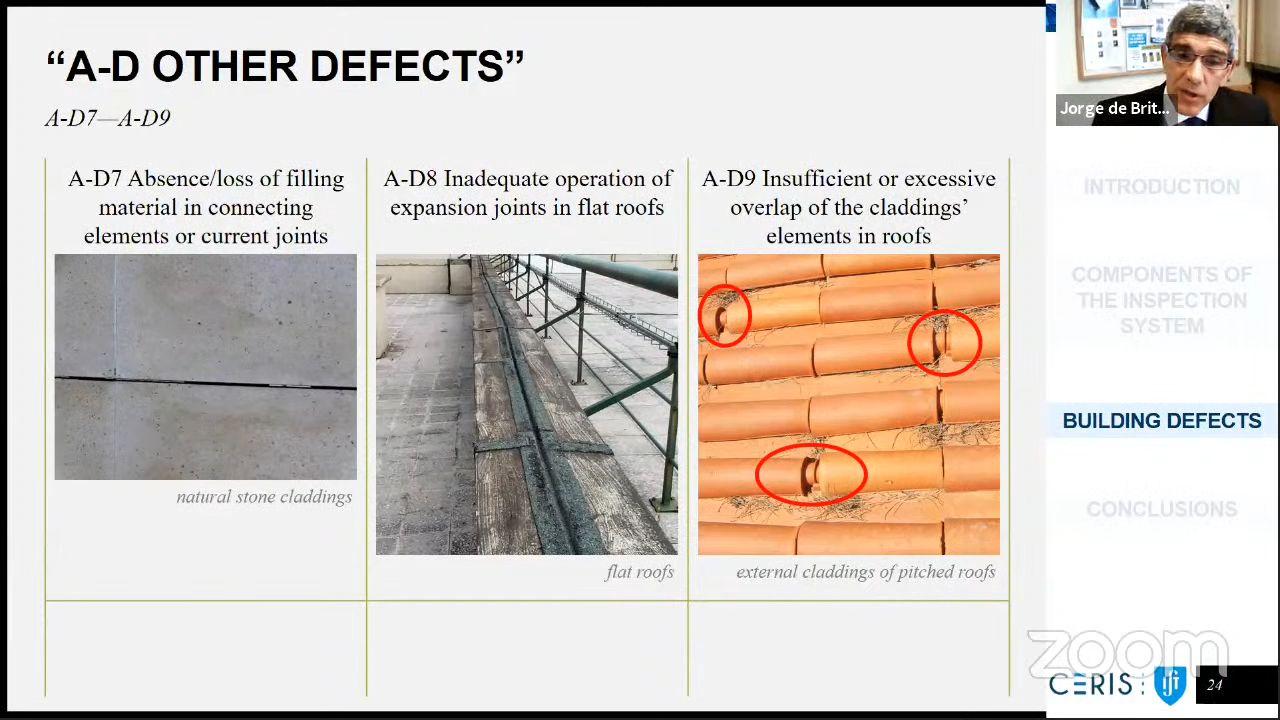 “A-D OTHER DEFECTS”
A-D7—A-D9
A-D7 Absence/loss of filling
material in connecting
elements or current joints
natural stone claddings
A-D8 Inadequate operation of
expansion joints in flat roofs
flat roofs
A-D9 Insufficient or excessive
overlap of the claddings’
elements in roofs
external claddings of pitched roofs
Jorge de Brit...
INTRODUCTION
COMPONENTS OF
THE INSPECTION
SYSTEM
BUILDING DEFECTS
CONCLUSIONS
zoom
CERIS
24